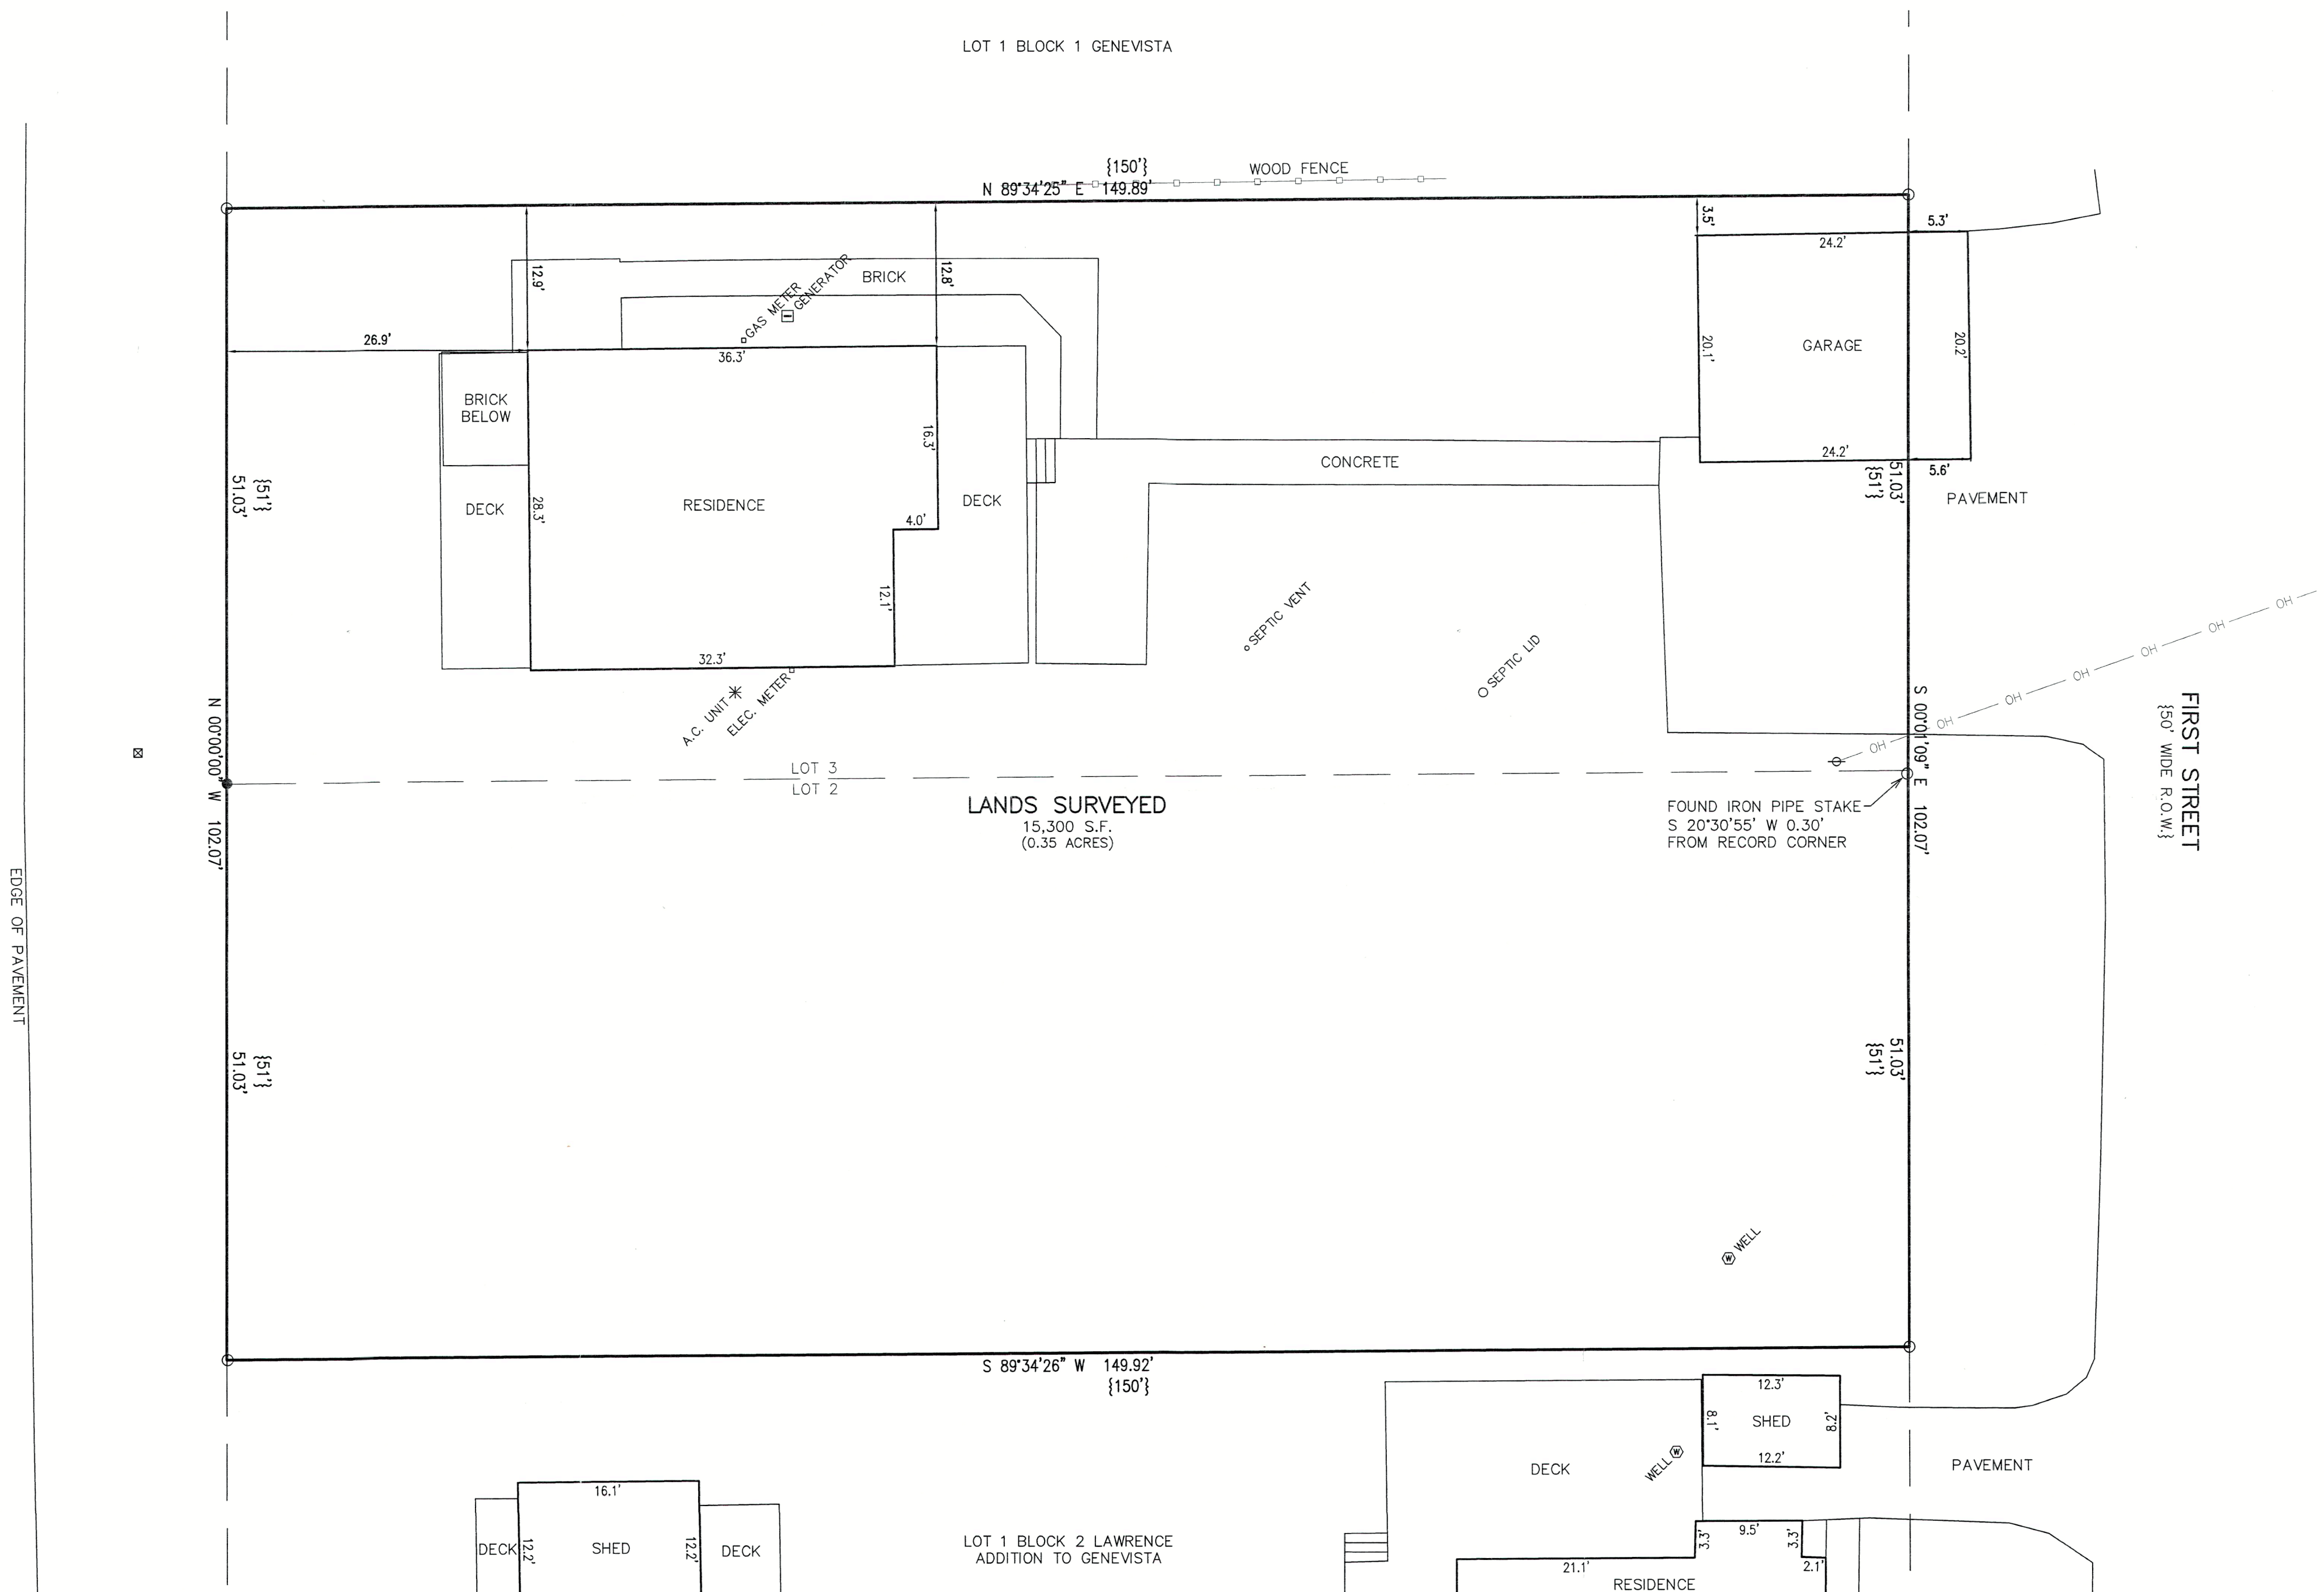 LOT 1 BLOCK 1 GENEVISTA
{150'}
WOOD FENCE
N 89°34'25" E 149.89'
3.5'
5.3'
24.2'
12.9'
12.8'
BRICK
GAS METER
GENERATOR
26.9'
36.3'
20.1'
GARAGE
20.2'
BRICK
BELOW
16.3'
24.2'
5.6'
CONCRETE
{51'}
51.03'
DECK
28.3'
RESIDENCE
DECK
4.0'
51.03'
{51'}
PAVEMENT
12.1'
SEPTIC VENT
SEPTIC LID
32.3'
A.C. UNIT
ELEC. METER
OH
OH
OH
OH
OH
OH
OH
FIRST STREET
{50' WIDE R.O.W.}
N 00°00'00" W 102.07'
S 00°01'09" E 102.07'
LOT 3
LOT 2
LANDS SURVEYED
15,300 S.F.
(0.35 ACRES)
FOUND IRON PIPE STAKE
S 20°30'55' W 0.30'
FROM RECORD CORNER
EDGE OF PAVEMENT
{51'}
51.03'
51.03'
{51'}
W WELL
S 89°34'26" W 149.92'
{150'}
12.3'
8.1'
SHED
8.2'
12.2'
WELL W
DECK
PAVEMENT
16.1'
DECK
12.2'
SHED
12.2'
DECK
LOT 1 BLOCK 2 LAWRENCE
ADDITION TO GENEVISTA
3.3'
9.5'
3.3'
21.1'
2.1'
RESIDENCE